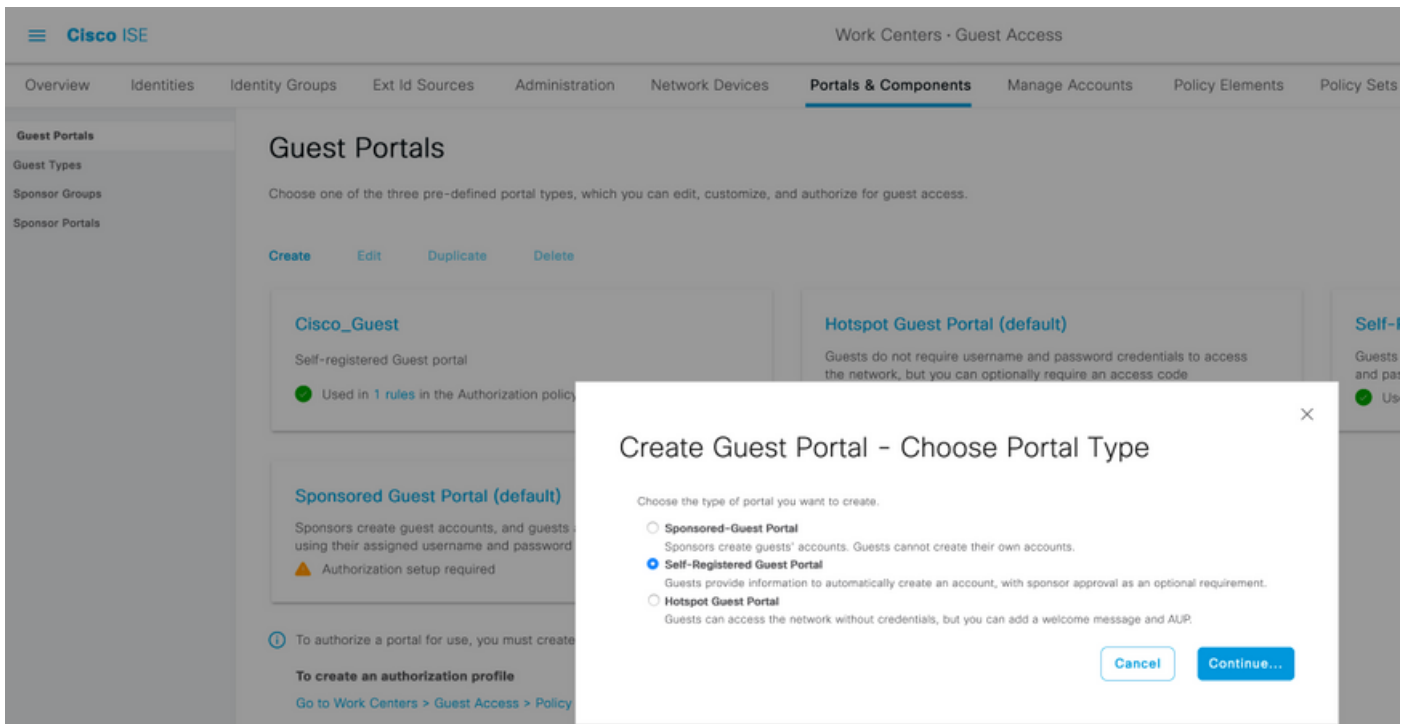 Cisco ISE
Work Centers · Guest Access
Overview Identities Identity Groups Ext Id Sources Administration Network Devices Portals & Components Manage Accounts Policy Elements Policy Sets
Guest Portals
Guest Types
Sponsor Groups
Sponsor Portals
Guest Portals
Choose one of the three pre-defined portal types, which you can edit, customize, and authorize for guest access.
Create Edit Duplicate Delete
Cisco_Guest
Self-registered Guest portal
Used in 1 rules in the Authorization policy
Hotspot Guest Portal (default)
Guests do not require username and password credentials to access
the network, but you can optionally require an access code
Self-
Guests
and
Sponsored Guest Portal (default)
Sponsors create guest accounts, and guests
using their assigned username and password
Authorization setup required
To authorize a portal for use, you must create
To create an authorization profile
Go to Work Centers > Guest Access > Policy
Create Guest Portal - Choose Portal Type
Choose the type of portal you want to create.
Sponsored-Guest Portal
Sponsors create guests' accounts. Guests cannot create their own accounts.
Self-Registered Guest Portal
Guests provide information to automatically create an account, with sponsor approval as an optional requirement.
Hotspot Guest Portal
Guests can access the network without credentials, but you can add a welcome message and AUP.
Cancel Continue...